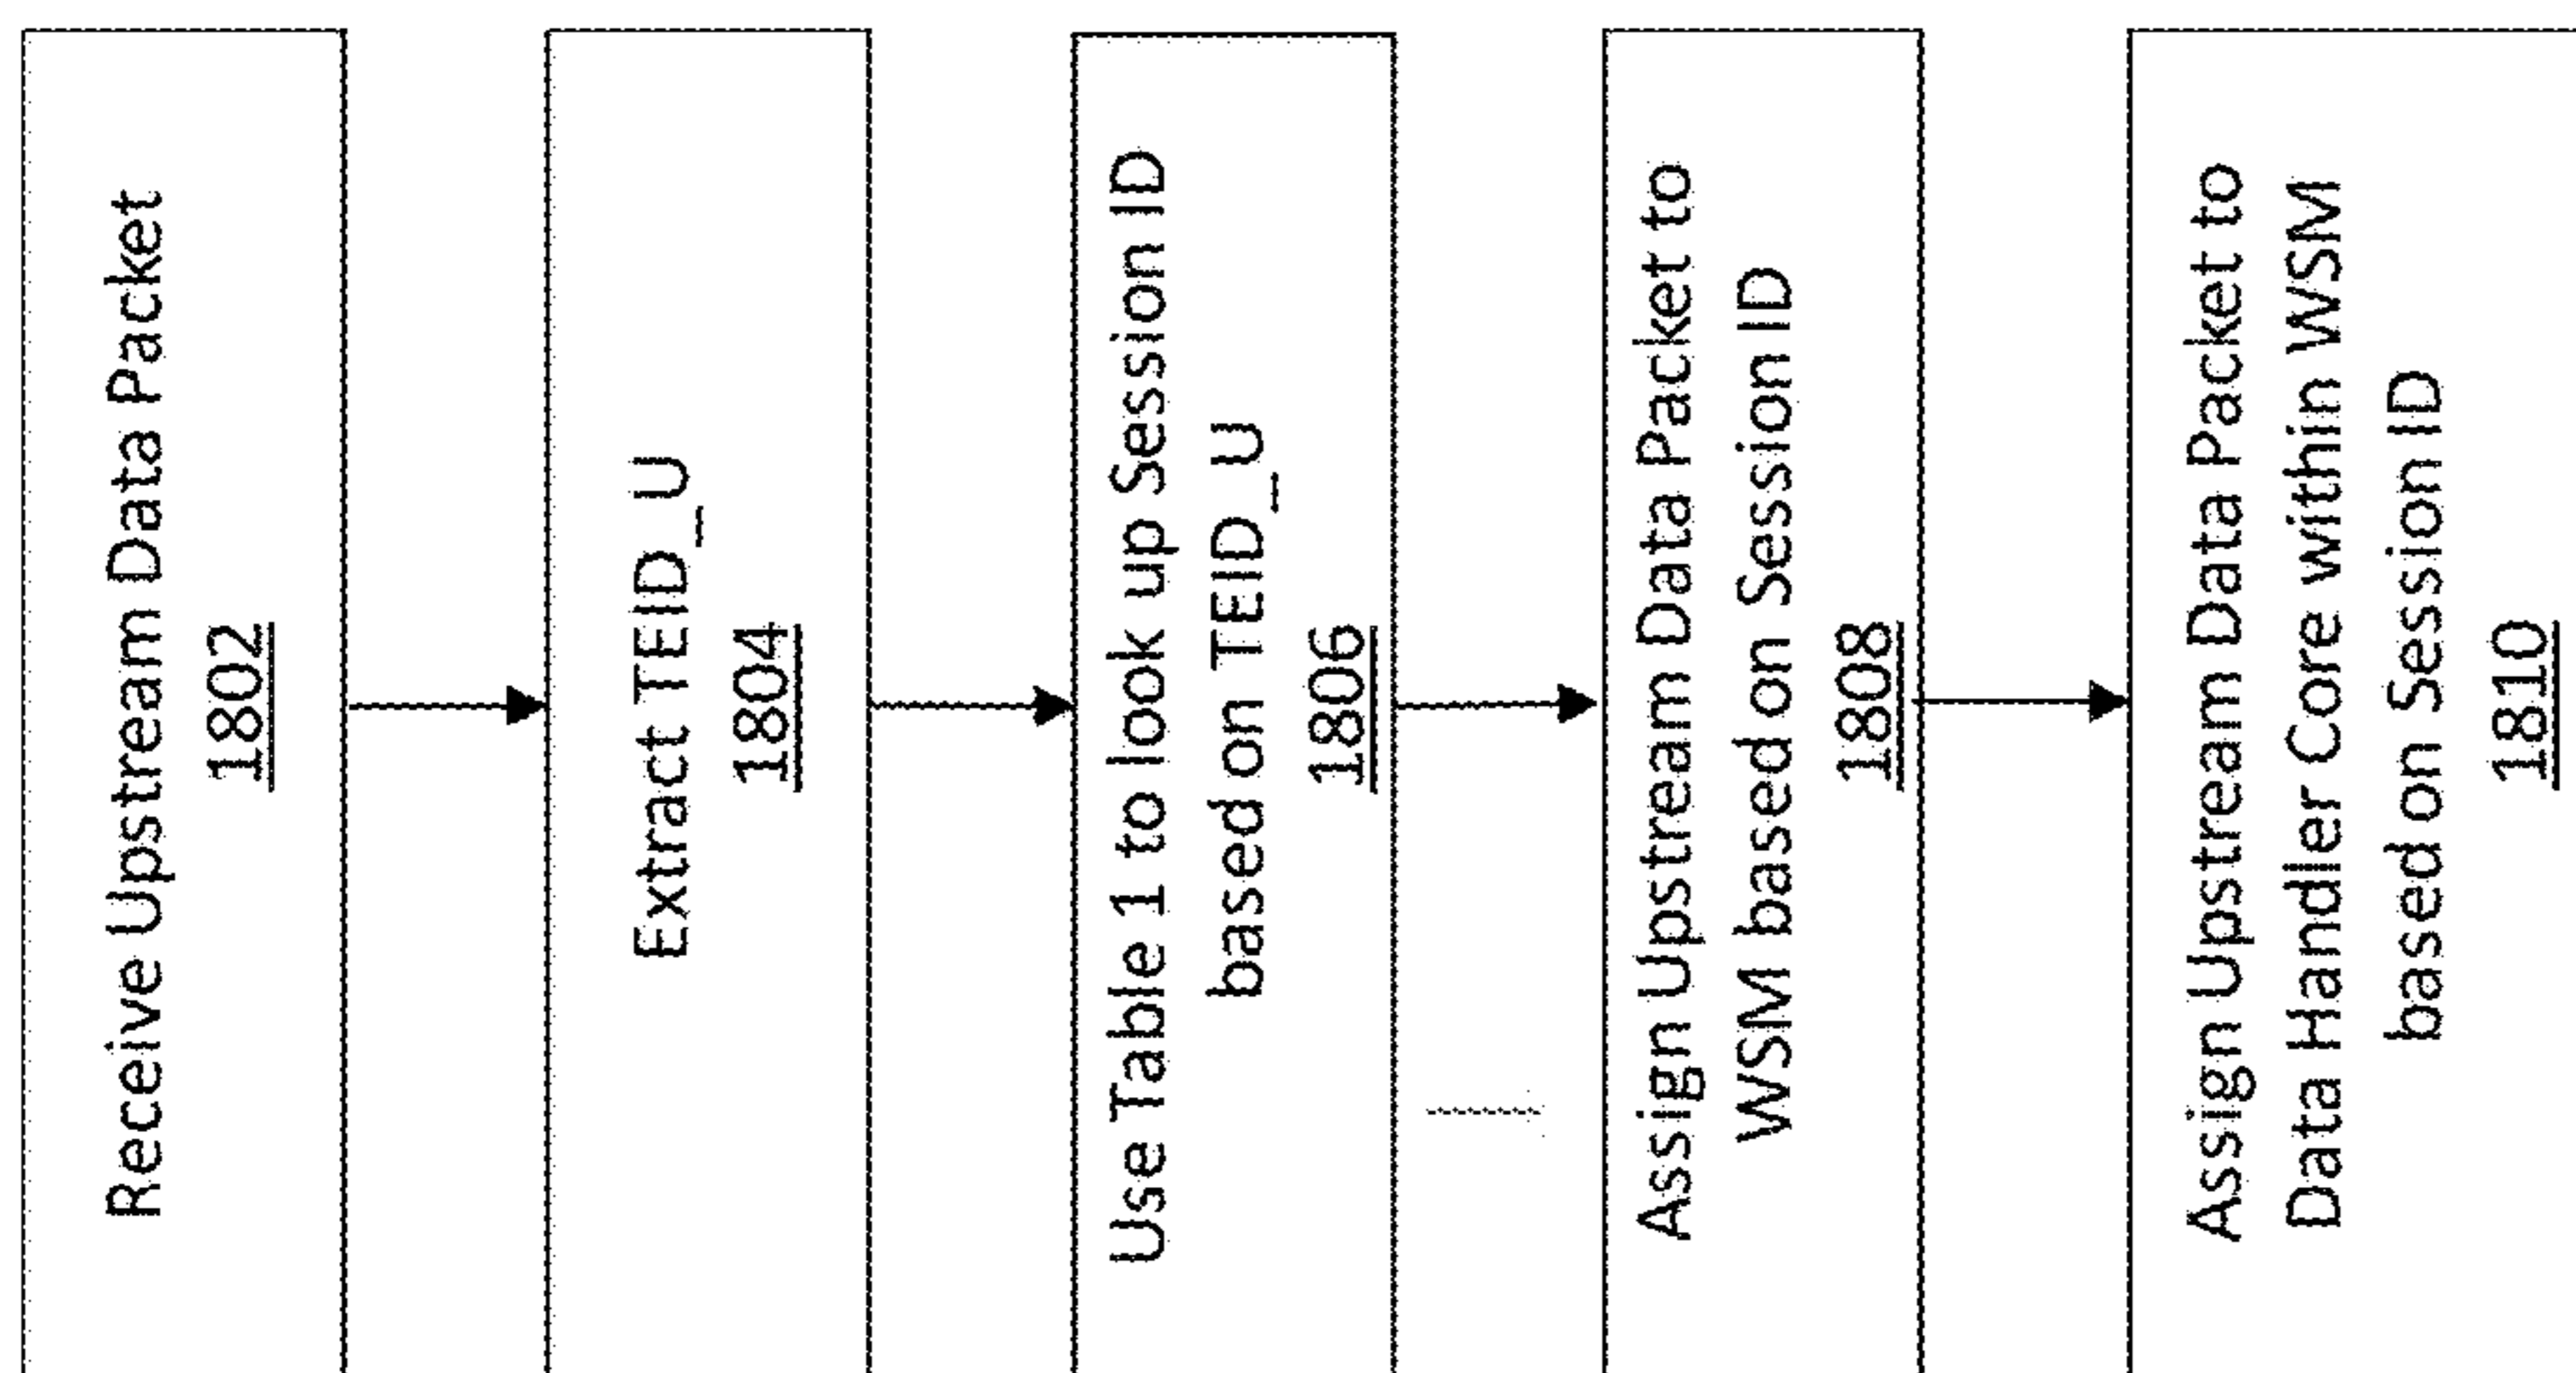 Receive Upstream Data Packet
1802
Extract TEID_U
1804
Use Table 1 to look up Session ID
based on TEID_U
1806
Assign Upstream Data Packet to
WSM based on Session ID
1808
Assign Upstream Data Packet to
Data Handler Core within WSM
based on Session ID
1810